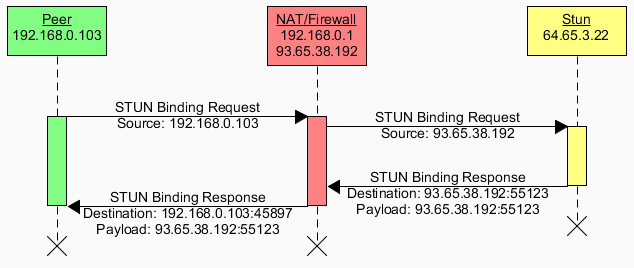 Peer
192.168.0.103
NAT/Firewall
192.168.0.1
93.65.38.192
Stun
64.65.3.22
STUN Binding Request
Source: 192.168.0.103
STUN Binding Request
Source: 93.65.38.192
STUN Binding Response
Destination: 93.65.38.192:55123
Payload: 93.65.38.192:55123
STUN Binding Response
Destination: 192.168.0.103:45897
Payload: 93.65.38.192:55123